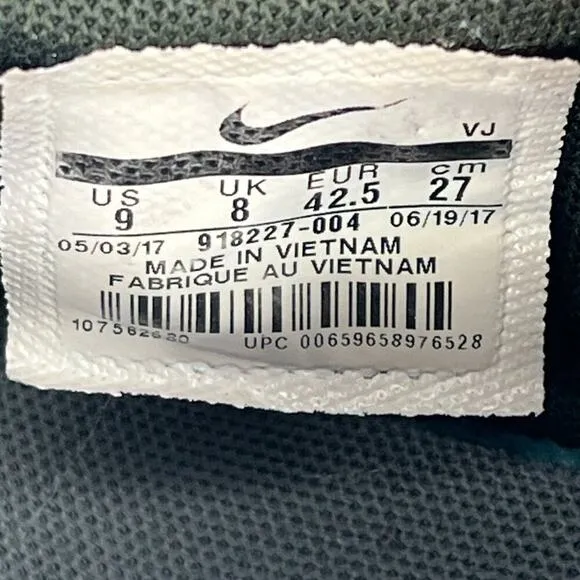 VJ
US UK EUR cm
9 8 42.5 27
05/03/17 918227-004 06/19/17
MADE IN VIETNAM
FABRIQUE AU VIETNAM
UPC 00659658976528